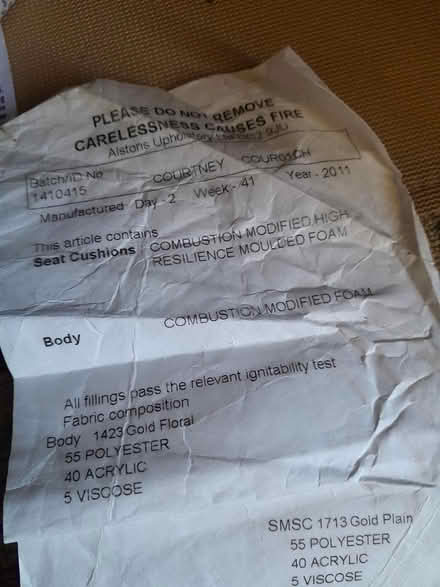 PLEASE DO NOT REMOVE
CARELESSNESS CAUSES FIRE
Alstons Upholstery
Batch/ID No COURTNEY COUR01CH
1410415
Manufactured Day - 2 Week - 41 Year - 2011
This article contains
Seat Cushions COMBUSTION MODIFIED HIGH
RESILIENCE MOULDED FOAM
Body COMBUSTION MODIFIED FOAM
All fillings pass the relevant ignitability test
Fabric composition
Body 1423 Gold Floral
55 POLYESTER
40 ACRYLIC
5 VISCOSE
SMSC 1713 Gold Plain
55 POLYESTER
40 ACRYLIC
5 VISCOSE